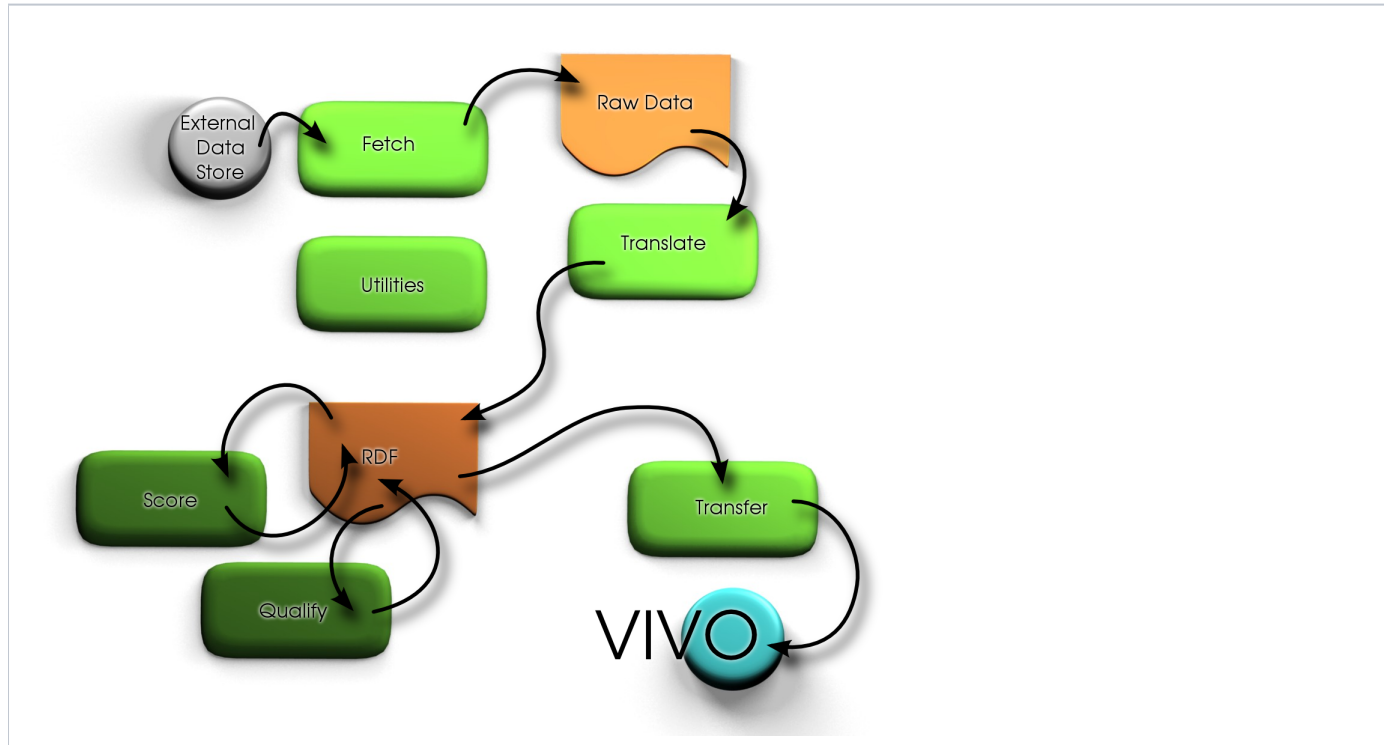 External
Data
Store
Fetch
Raw Data
Translate
Utilities
RDF
Score
Transfer
Qualify
VIVO